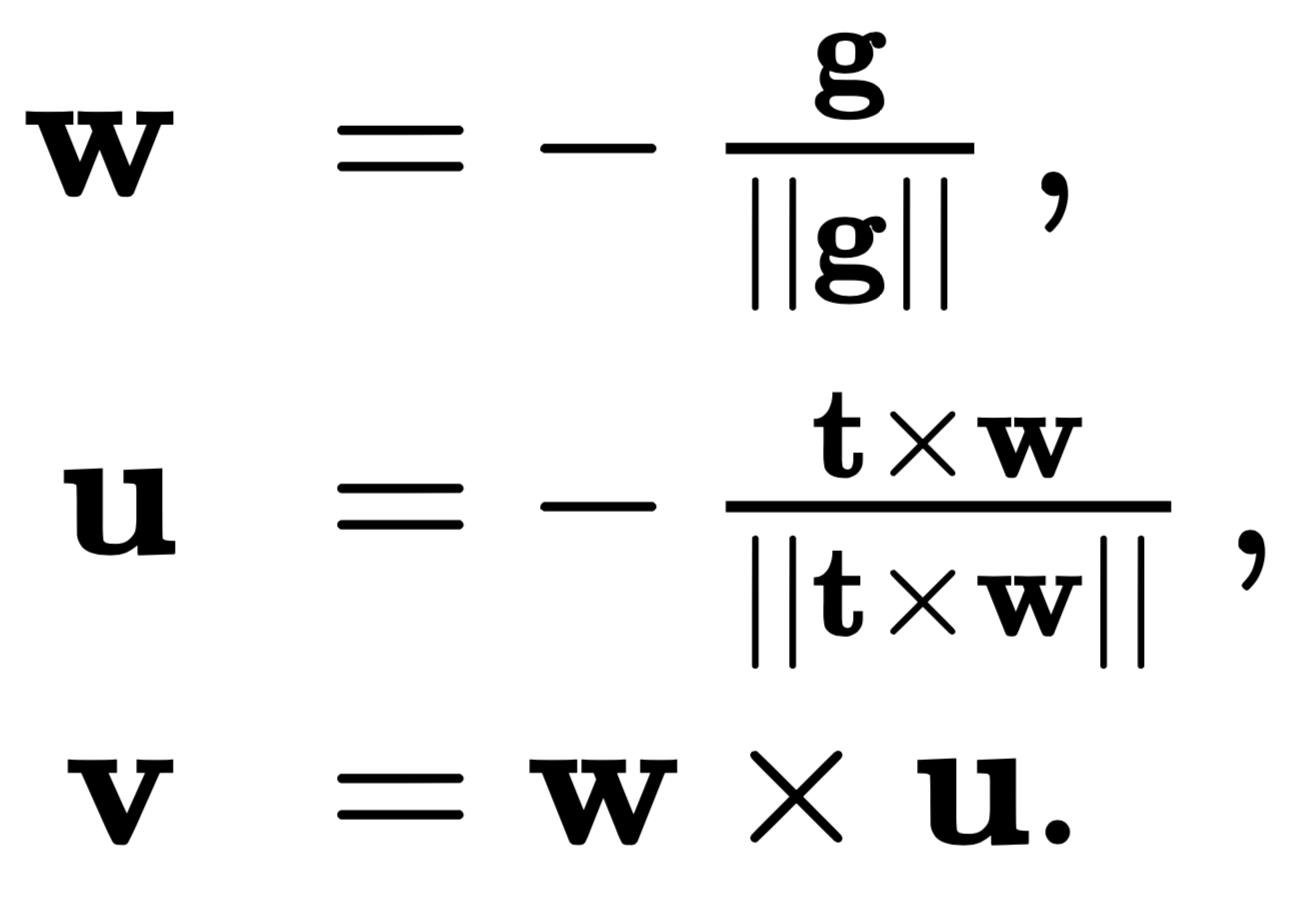 w = − g / ||g|| ,
u = − t × w / ||t × w|| ,
v = w × u.